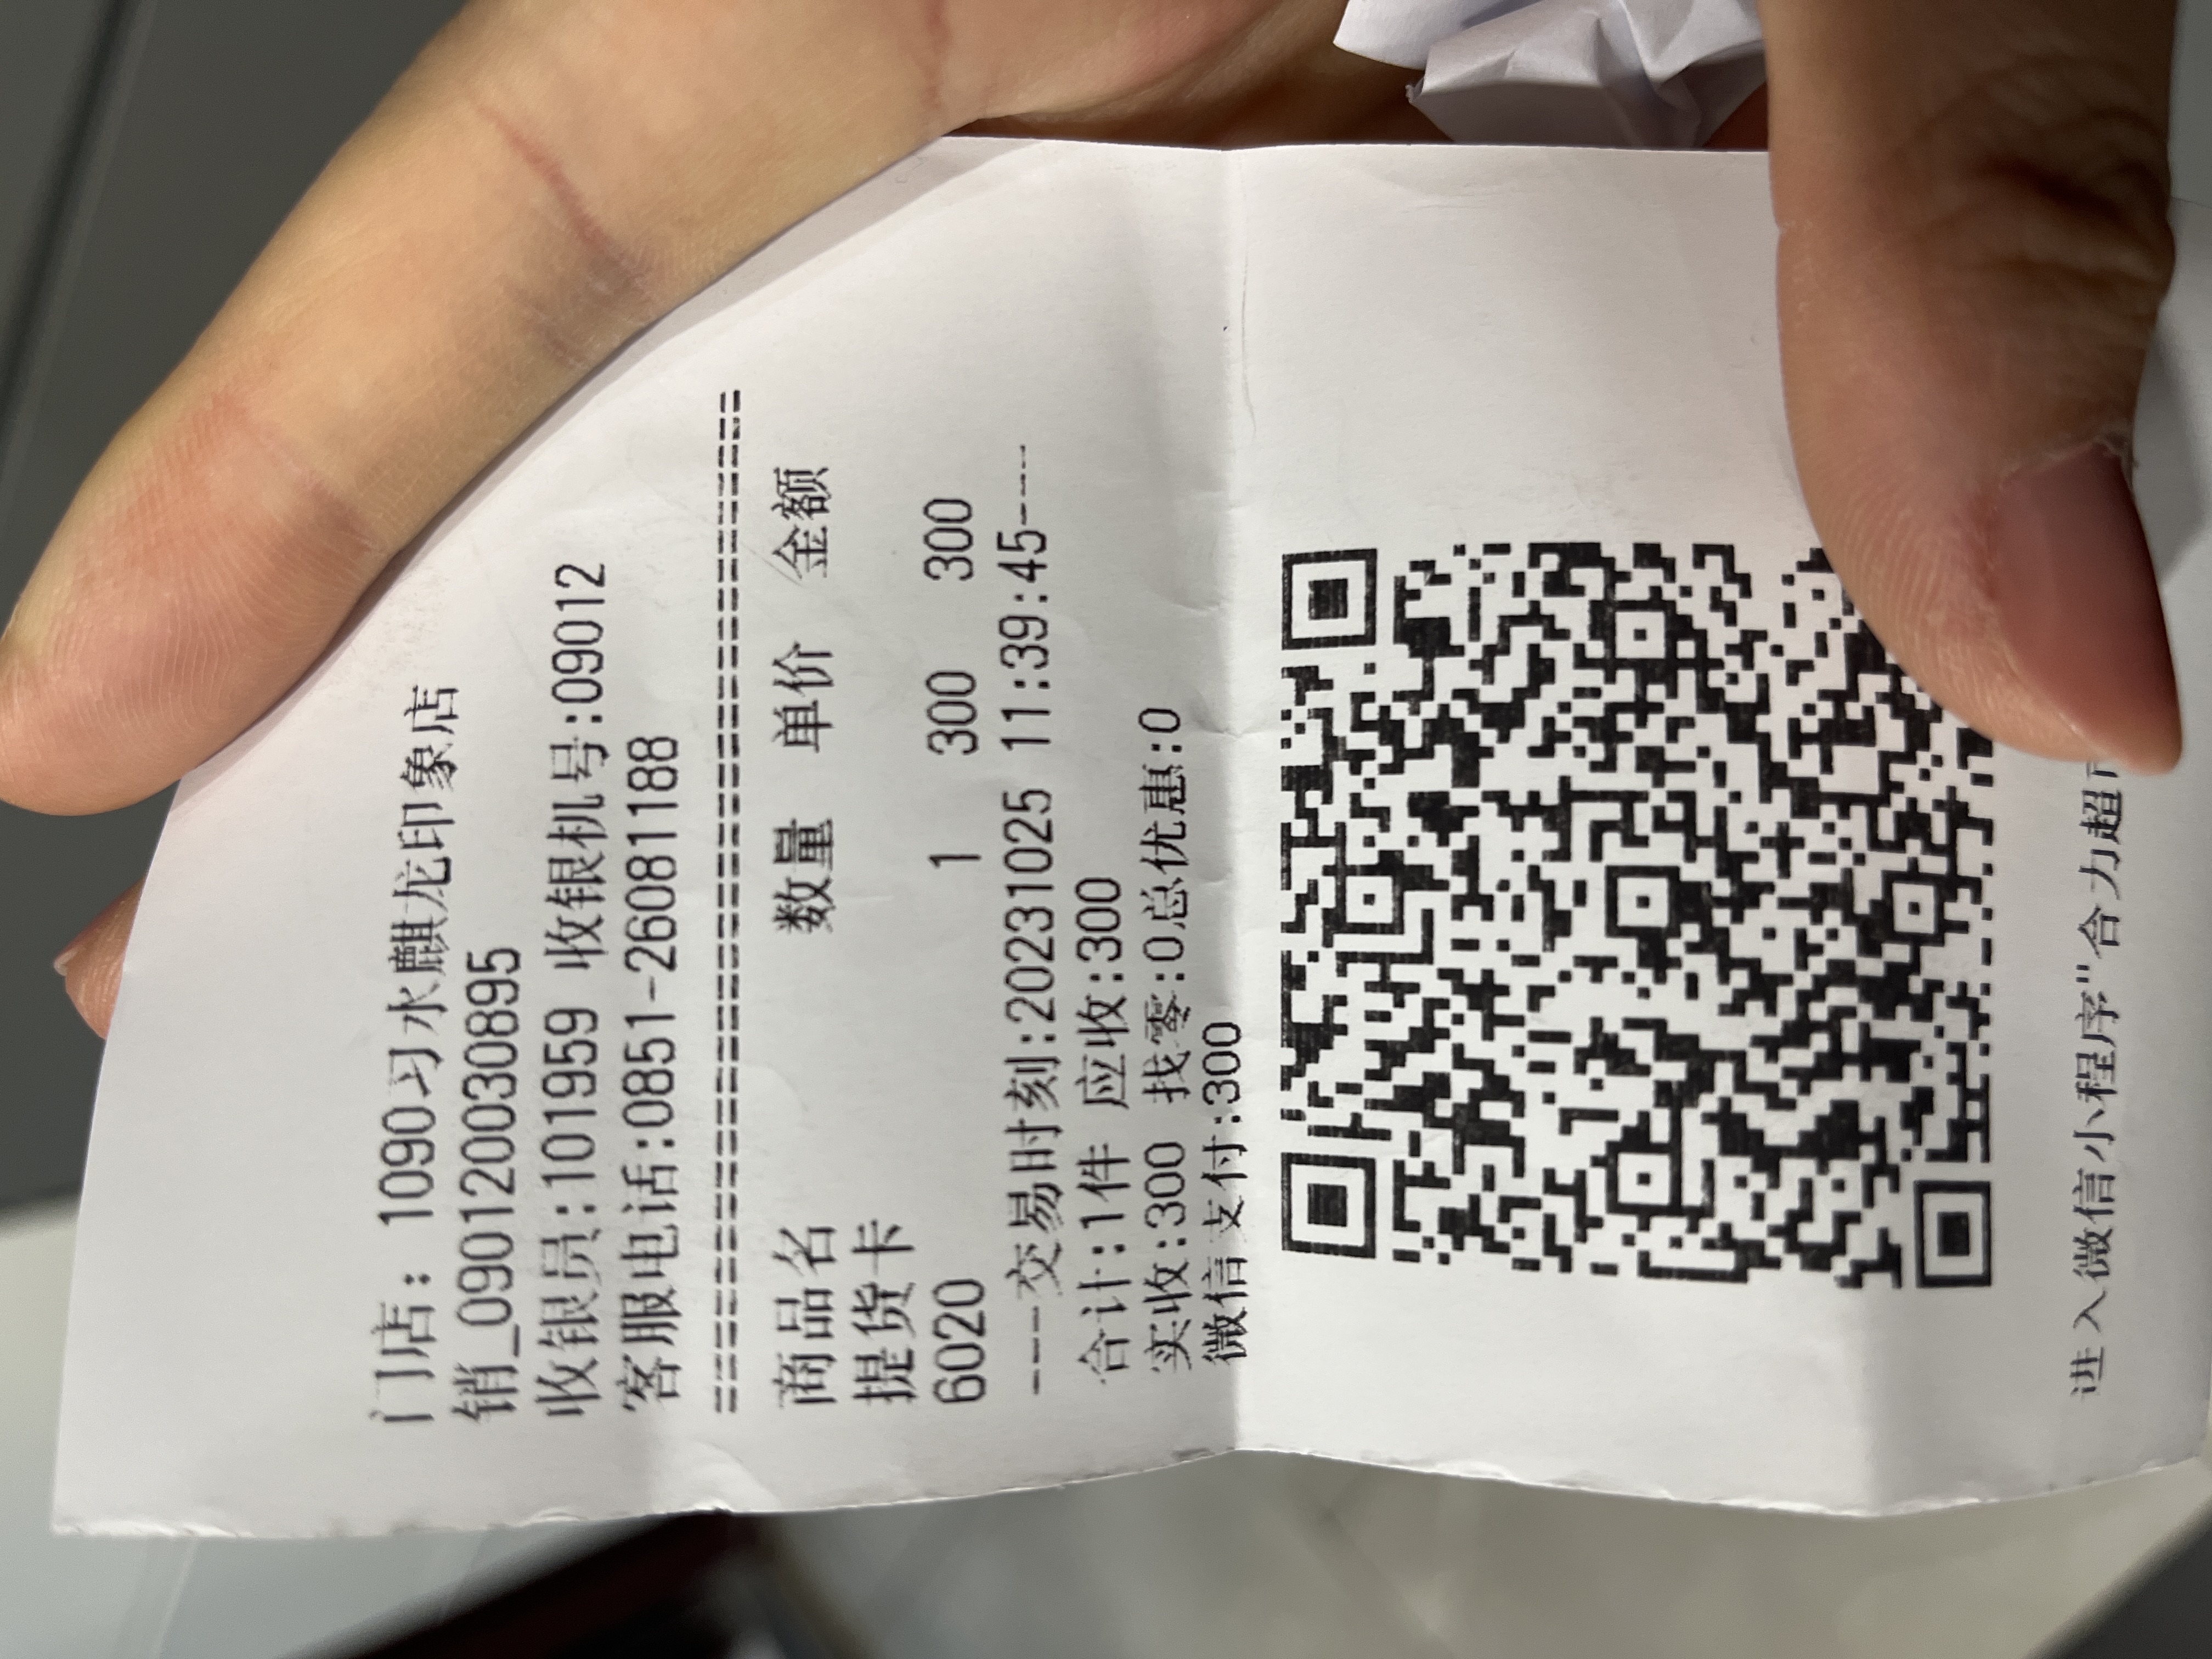 门店: 1090习水麒龙印象店
销_09012003​0895
收银员:101959 收银机号:09012
客服电话:0851-26081188
================================
商品名 数量 单价 金额
提货卡
6020 1 300 300
----交易时刻:20231025 11:39:45----
合计:1件 应收:300
实收:300 找零:0总优惠:0
微信支付:300
进入微信小程序"合力超